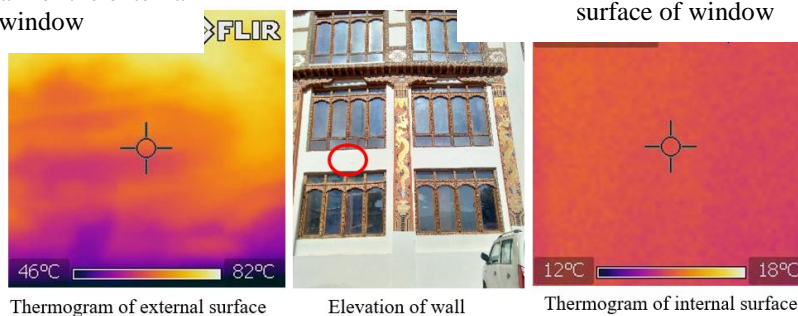 window
surface of window
FLIR
46°C
82°C
12°C
18°C
Thermogram of external surface
Elevation of wall
Thermogram of internal surface